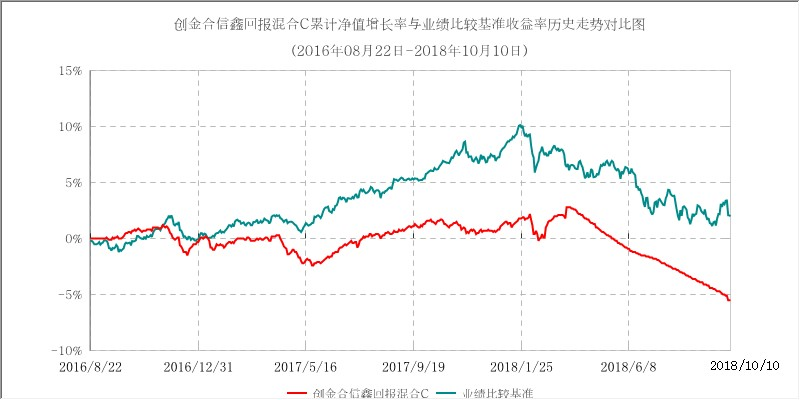 创金合信鑫回报混合C累计净值增长率与业绩比较基准收益率历史走势对比图
(2016年08月22日-2018年10月10日)
15%
10%
5%
0%
-5%
-10%
2016/8/22 2016/12/31 2017/5/16 2017/9/19 2018/1/25 2018/6/8 2018/10/10
创金合信鑫回报混合C 业绩比较基准